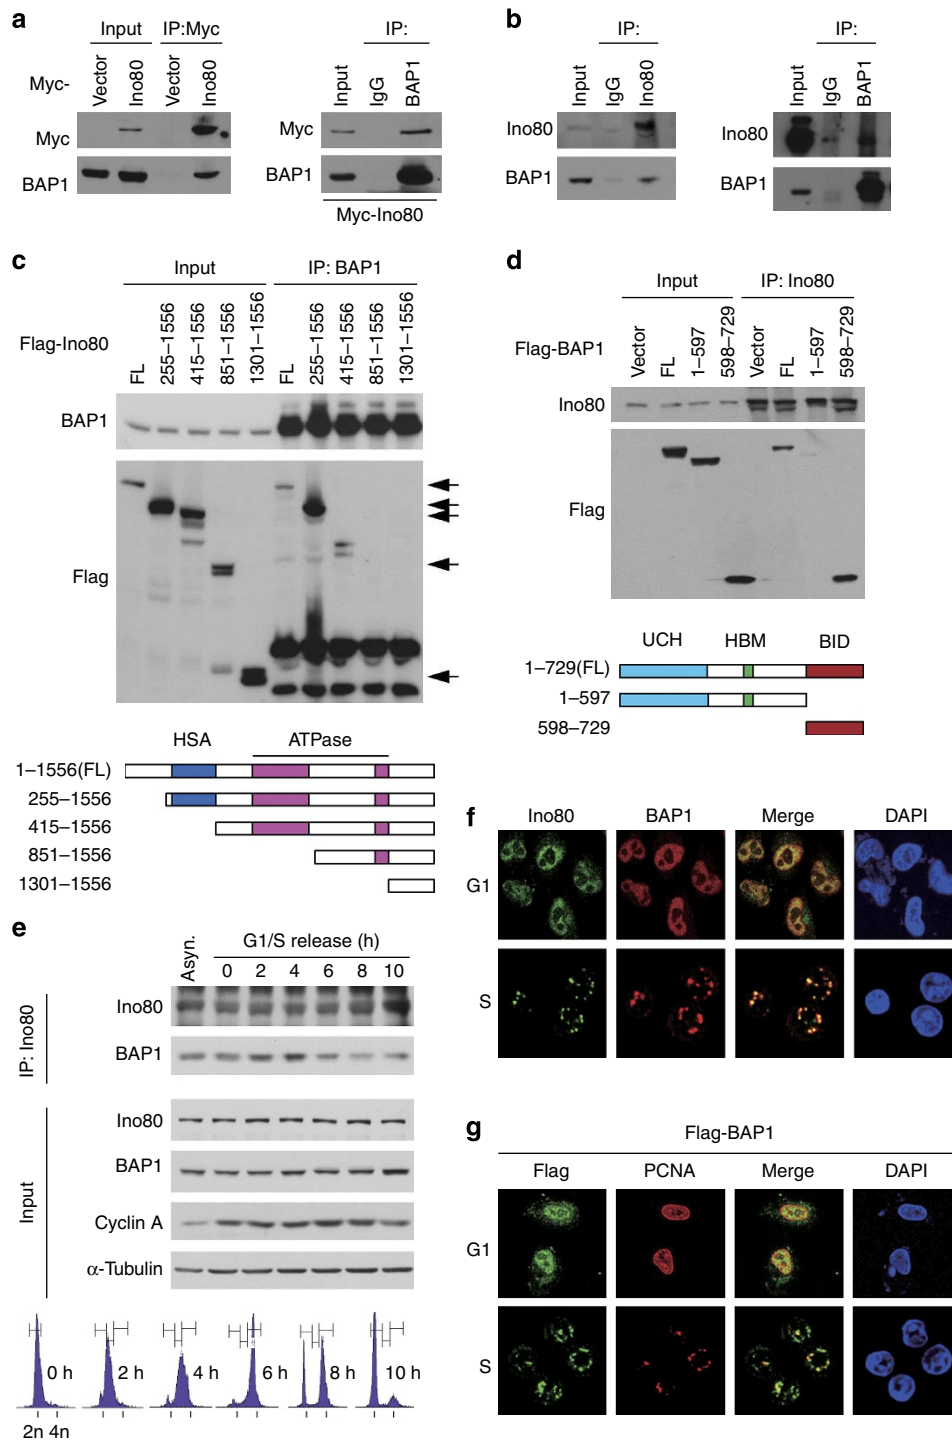 a
Input IP:Myc
Myc- Vector Ino80 Vector Ino80
Myc
BAP1
IP:
Input IgG BAP1
Myc
BAP1
Myc-Ino80
b
IP:
Input IgG Ino80
Ino80
BAP1
IP:
Input IgG BAP1
Ino80
BAP1
c
Input IP: BAP1
Flag-Ino80 FL 255–1556 415–1556 851–1556 1301–1556 FL 255–1556 415–1556 851–1556 1301–1556
BAP1
Flag
HSA ATPase
1–1556(FL)
255–1556
415–1556
851–1556
1301–1556
d
Input IP: Ino80
Flag-BAP1 Vector FL 1–597 598–729 Vector FL 1–597 598–729
Ino80
Flag
UCH HBM BID
1–729(FL)
1–597
598–729
e
Asyn. G1/S release (h)
0 2 4 6 8 10
IP: Ino80
Ino80
BAP1
Input
Ino80
BAP1
Cyclin A
α-Tubulin
0 h 2 h 4 h 6 h 8 h 10 h
2n 4n
f
Ino80 BAP1 Merge DAPI
G1
S
g
Flag-BAP1
Flag PCNA Merge DAPI
G1
S